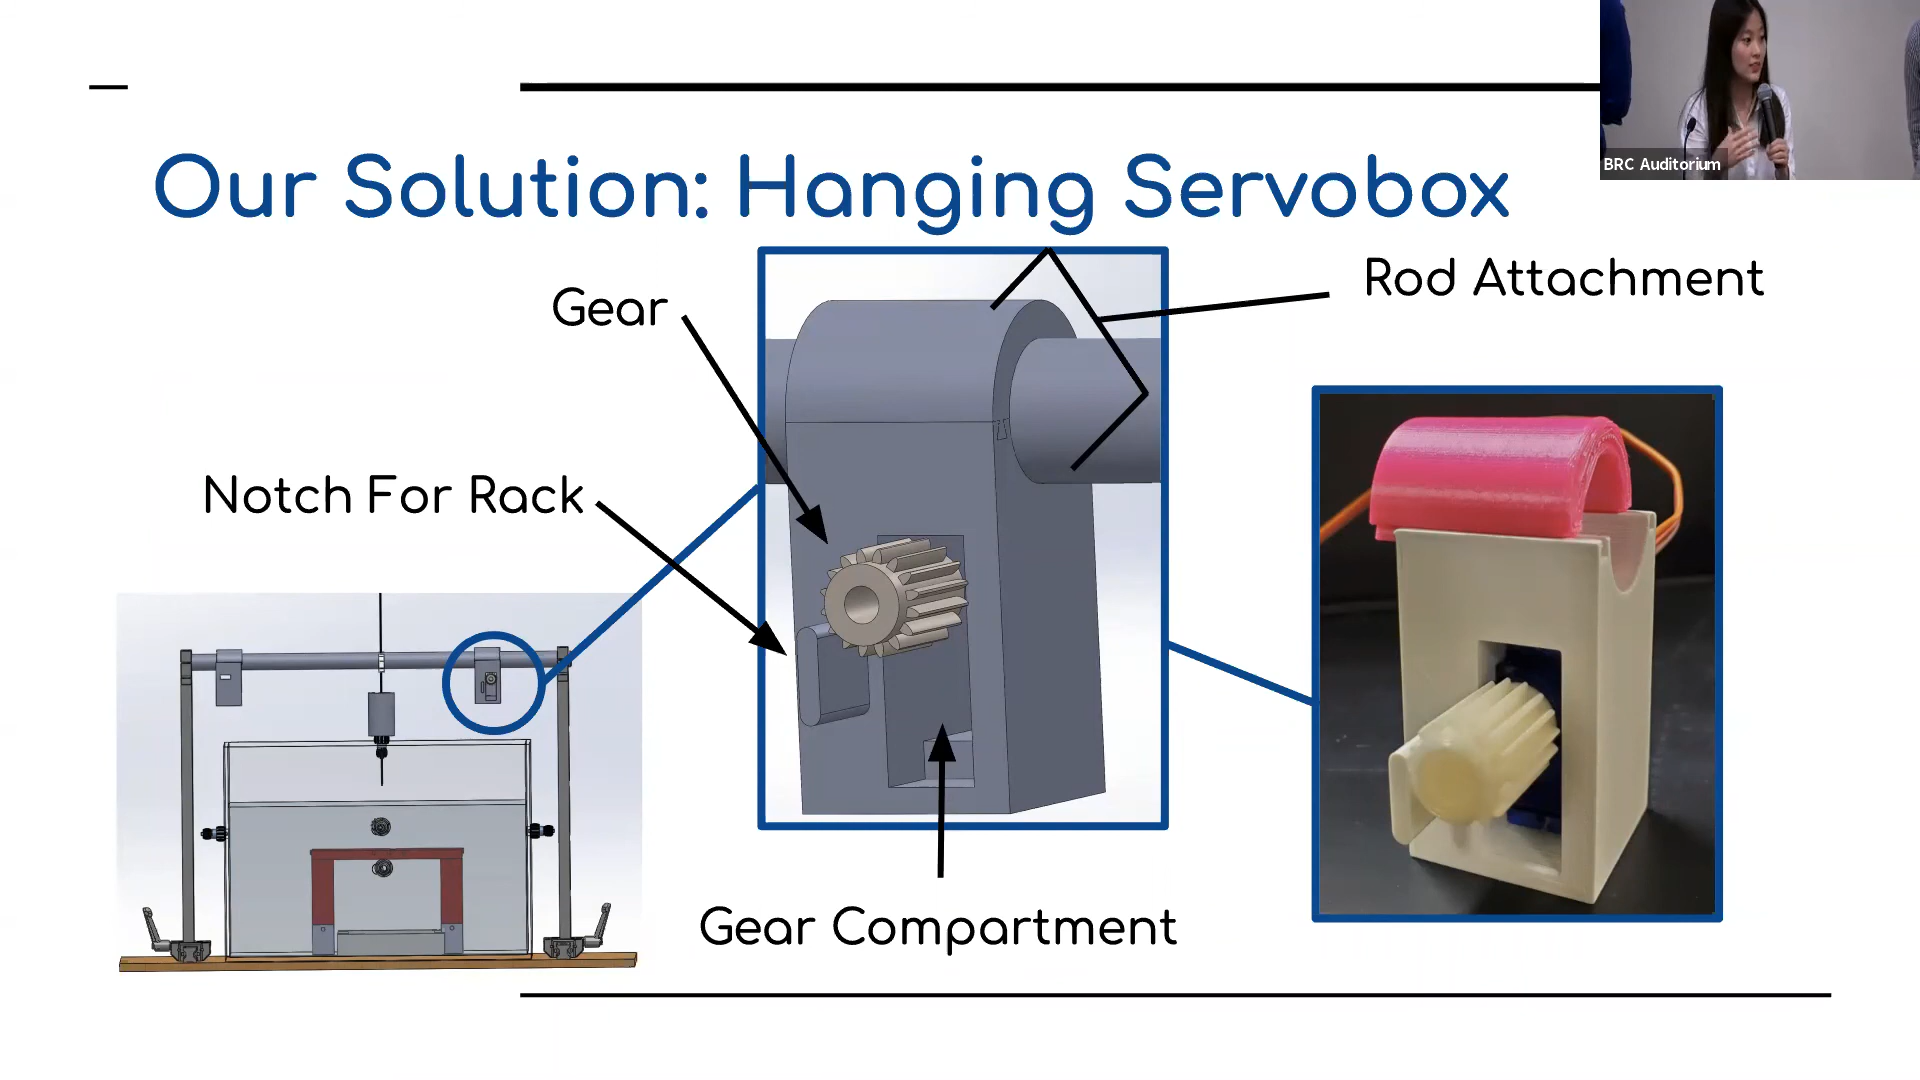 BRC Auditorium
Our Solution: Hanging Servobox
Gear
Rod Attachment
Notch For Rack
Gear Compartment